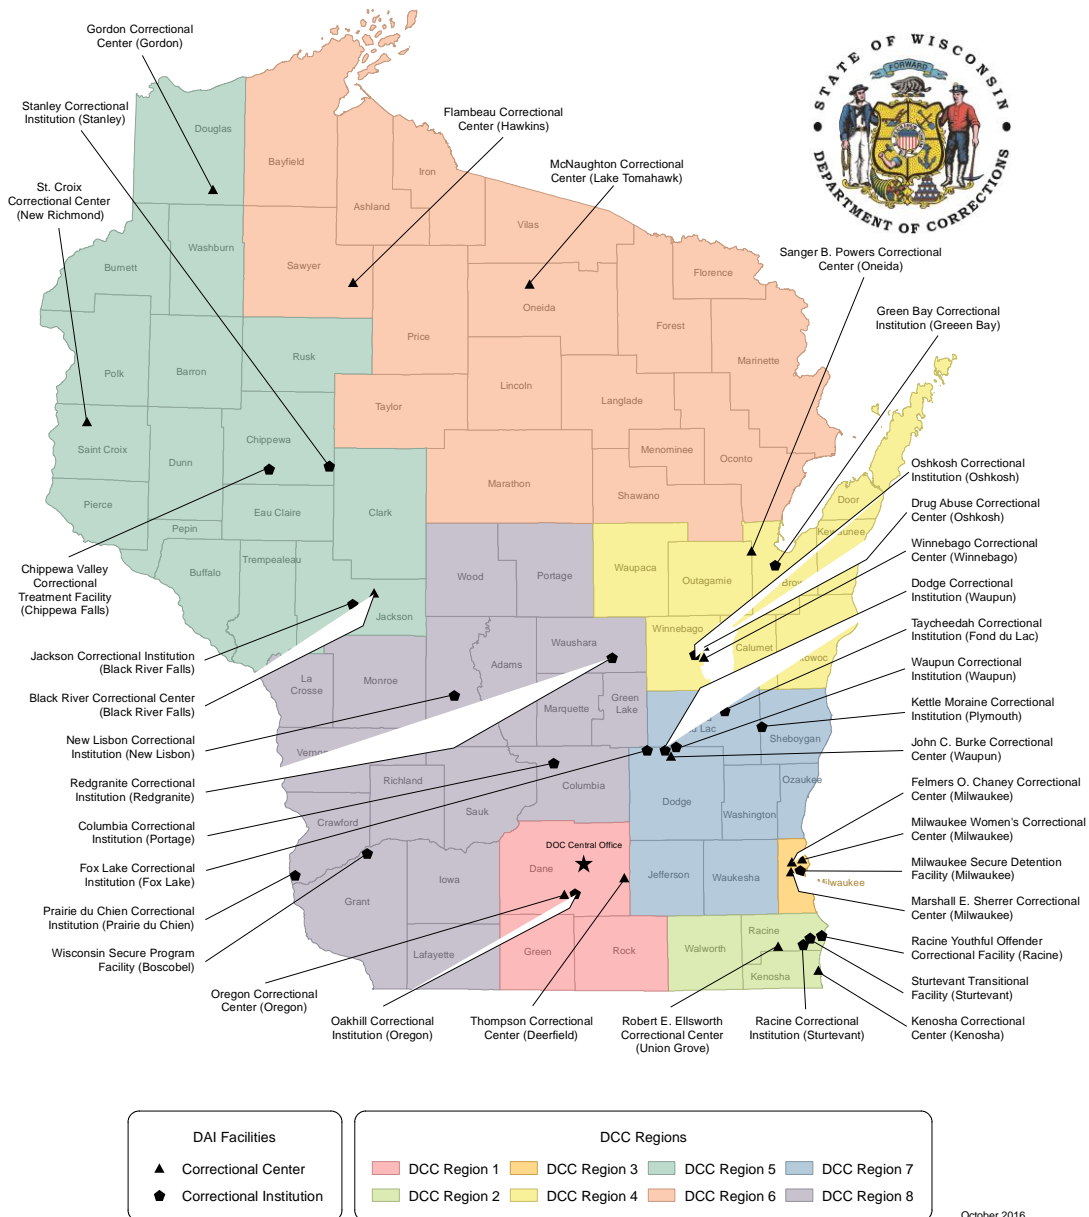 Gordon Correctional
Center (Gordon)
Stanley Correctional
Institution (Stanley)
St. Croix
Correctional Center
(New Richmond)
Flambeau Correctional
Center (Hawkins)
McNaughton Correctional
Center (Lake Tomahawk)
STATE OF WISCONSIN
FORWARD
DEPARTMENT OF CORRECTIONS
Sanger B. Powers Correctional
Center (Oneida)
Green Bay Correctional
Institution (Greeen Bay)
Douglas
Bayfield
Iron
Ashland
Vilas
Washburn
Burnett
Sawyer
Florence
Oneida
Forest
Price
Rusk
Marinette
Polk
Barron
Lincoln
Langlade
Taylor
Chippewa
Menominee
Oconto
Saint Croix
Dunn
Marathon
Shawano
Pierce
Eau Claire
Clark
Door
Pepin
Kewaunee
Trempealeau
Buffalo
Wood
Portage
Waupaca
Outagamie
Brow
Jackson
Waushara
Winnebago
Calumet
towoc
Adams
La
Crosse
Monroe
Green
Lake
Marquette
du Lac
Sheboygan
Vernon
Richland
Columbia
Ozaukee
Dodge
Washington
Crawford
Sauk
DOC Central Office
Dane
Jefferson
Waukesha
Milwaukee
Iowa
Grant
Racine
Walworth
Lafayette
Green
Rock
Kenosha
Chippewa Valley
Correctional
Treatment Facility
(Chippewa Falls)
Jackson Correctional Institution
(Black River Falls)
Black River Correctional Center
(Black River Falls)
New Lisbon Correctional
Institution (New Lisbon)
Redgranite Correctional
Institution (Redgranite)
Columbia Correctional
Institution (Portage)
Fox Lake Correctional
Institution (Fox Lake)
Prairie du Chien Correctional
Institution (Prairie du Chien)
Wisconsin Secure Program
Facility (Boscobel)
Oregon Correctional
Center (Oregon)
Oakhill Correctional
Institution (Oregon)
Thompson Correctional
Center (Deerfield)
Robert E. Ellsworth
Correctional Center
(Union Grove)
Racine Correctional
Institution (Sturtevant)
Oshkosh Correctional
Institution (Oshkosh)
Drug Abuse Correctional
Center (Oshkosh)
Winnebago Correctional
Center (Winnebago)
Dodge Correctional
Institution (Waupun)
Taycheedah Correctional
Institution (Fond du Lac)
Waupun Correctional
Institution (Waupun)
Kettle Moraine Correctional
Institution (Plymouth)
John C. Burke Correctional
Center (Waupun)
Felmers O. Chaney Correctional
Center (Milwaukee)
Milwaukee Women's Correctional
Center (Milwaukee)
Milwaukee Secure Detention
Facility (Milwaukee)
Marshall E. Sherrer Correctional
Center (Milwaukee)
Racine Youthful Offender
Correctional Facility (Racine)
Sturtevant Transitional
Facility (Sturtevant)
Kenosha Correctional
Center (Kenosha)
DAI Facilities
Correctional Center
Correctional Institution
DCC Regions
DCC Region 1
DCC Region 3
DCC Region 5
DCC Region 7
DCC Region 2
DCC Region 4
DCC Region 6
DCC Region 8
October 2016